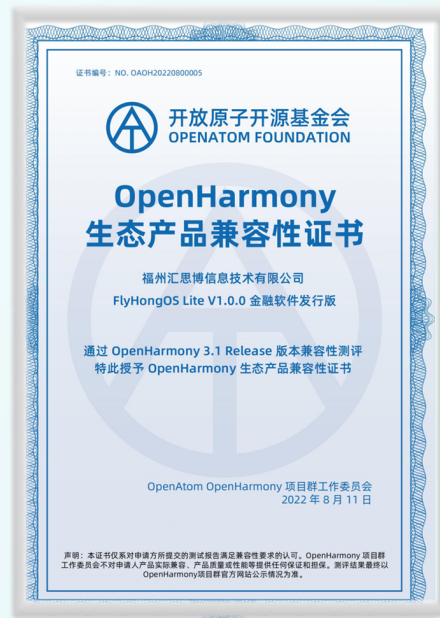 证书编号：NO. OAOH20220800005
开放原子开源基金会
OPENATOM FOUNDATION
OpenHarmony
生态产品兼容性证书
福州汇思博信息技术有限公司
FlyHongOS Lite V1.0.0 金融软件发行版
通过 OpenHarmony 3.1 Release 版本兼容性测评
特此授予 OpenHarmony 生态产品兼容性证书
OpenAtom OpenHarmony 项目群工作委员会
2022 年 8 月 11 日
声明：本证书仅系对申请方所提交的测试报告满足兼容性要求的认可。OpenHarmony 项目群
工作委员会不对申请人产品实际兼容、产品质量或性能等提供任何保证和担保。测评结果最终以
OpenHarmony项目群官方网站公示情况为准。